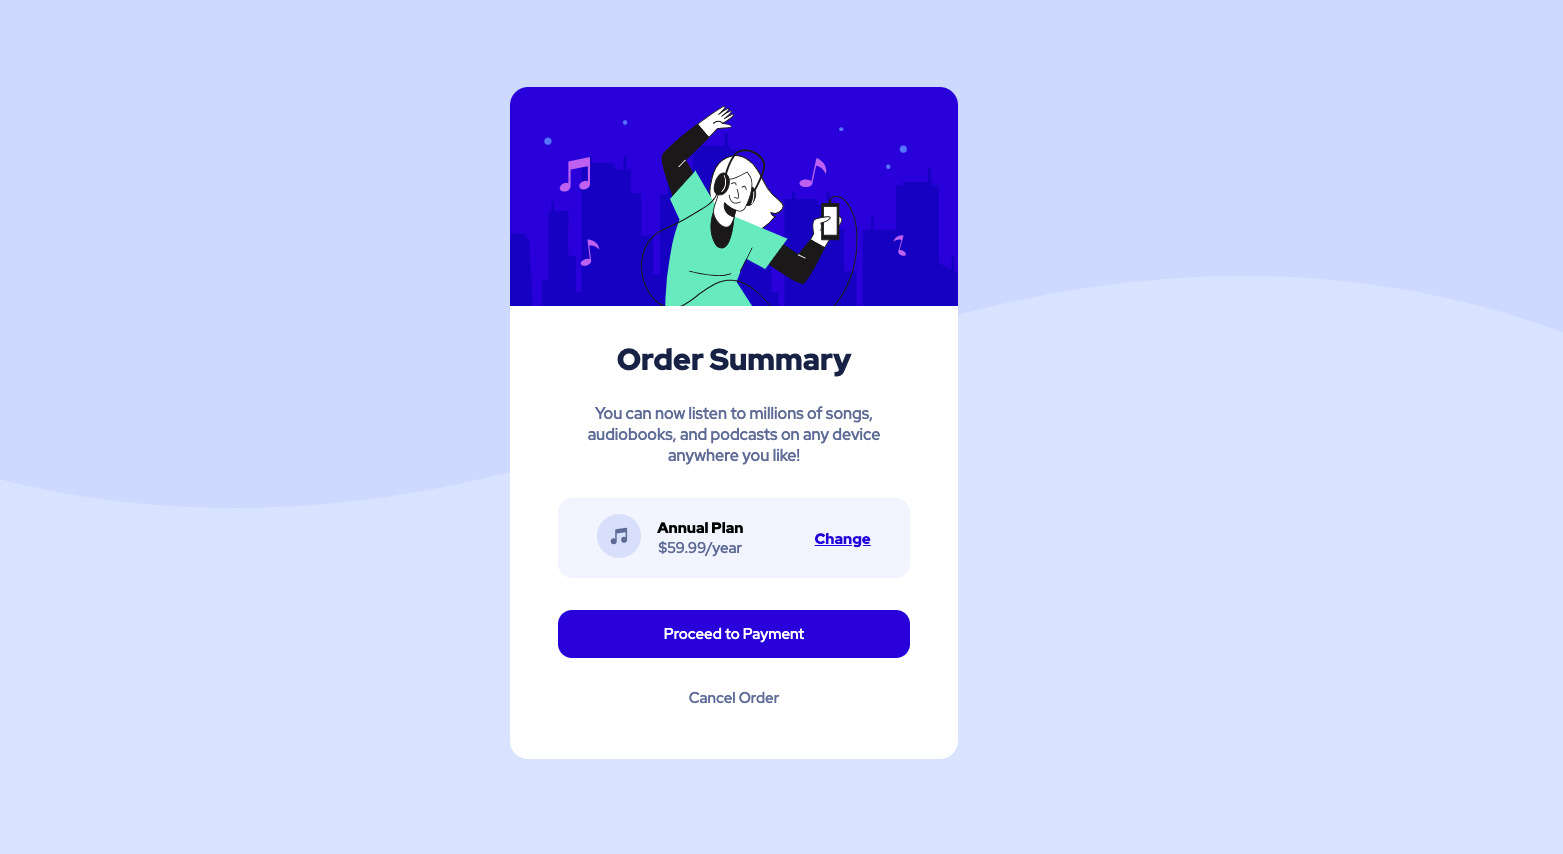 Order Summary
You can now listen to millions of songs,
audiobooks, and podcasts on any device
anywhere you like!
Annual Plan
$59.99/year
Change
Proceed to Payment
Cancel Order